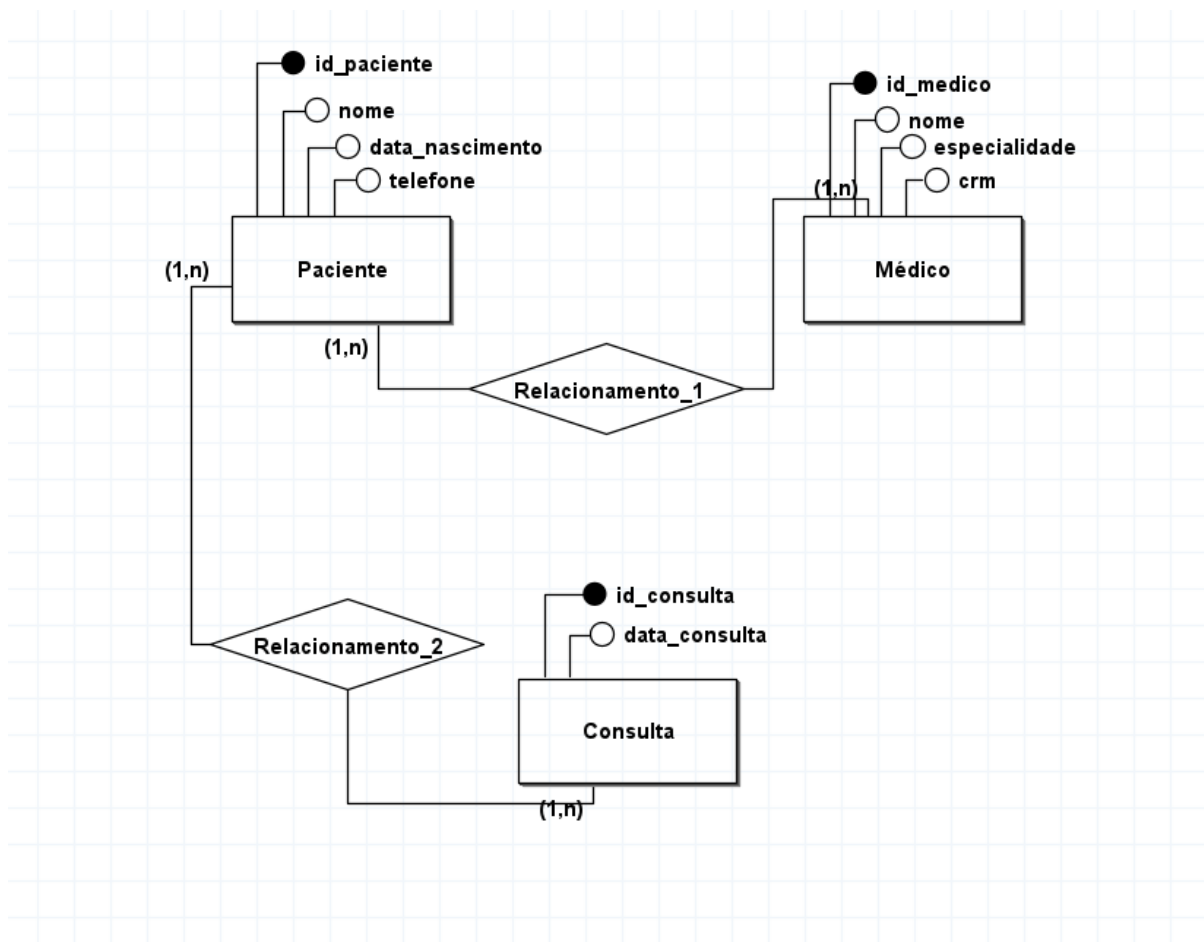 id_paciente
nome
data_nascimento
telefone
id_medico
nome
especialidade
crm
(1,n)
(1,n)
Paciente
Médico
(1,n)
Relacionamento_1
id_consulta
data_consulta
Relacionamento_2
Consulta
(1,n)